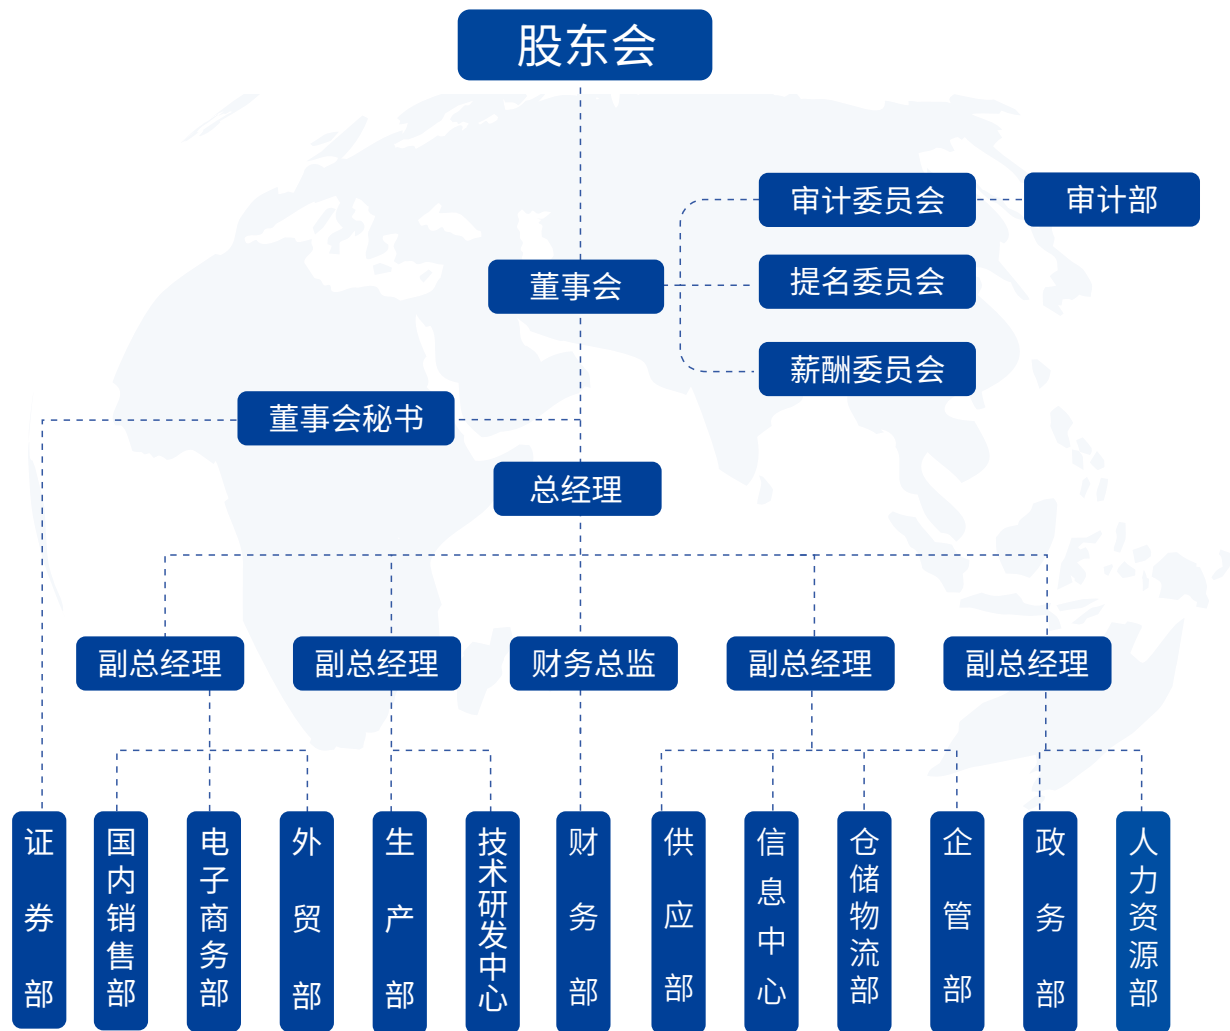 股东会
审计委员会
审计部
董事会
提名委员会
薪酬委员会
董事会秘书
总经理
副总经理
副总经理
财务总监
副总经理
副总经理
证券部
国内销售部
电子商务部
外贸部
生产部
技术研发中心
财务部
供应部
信息中心
仓储物流部
企管部
政务部
人力资源部